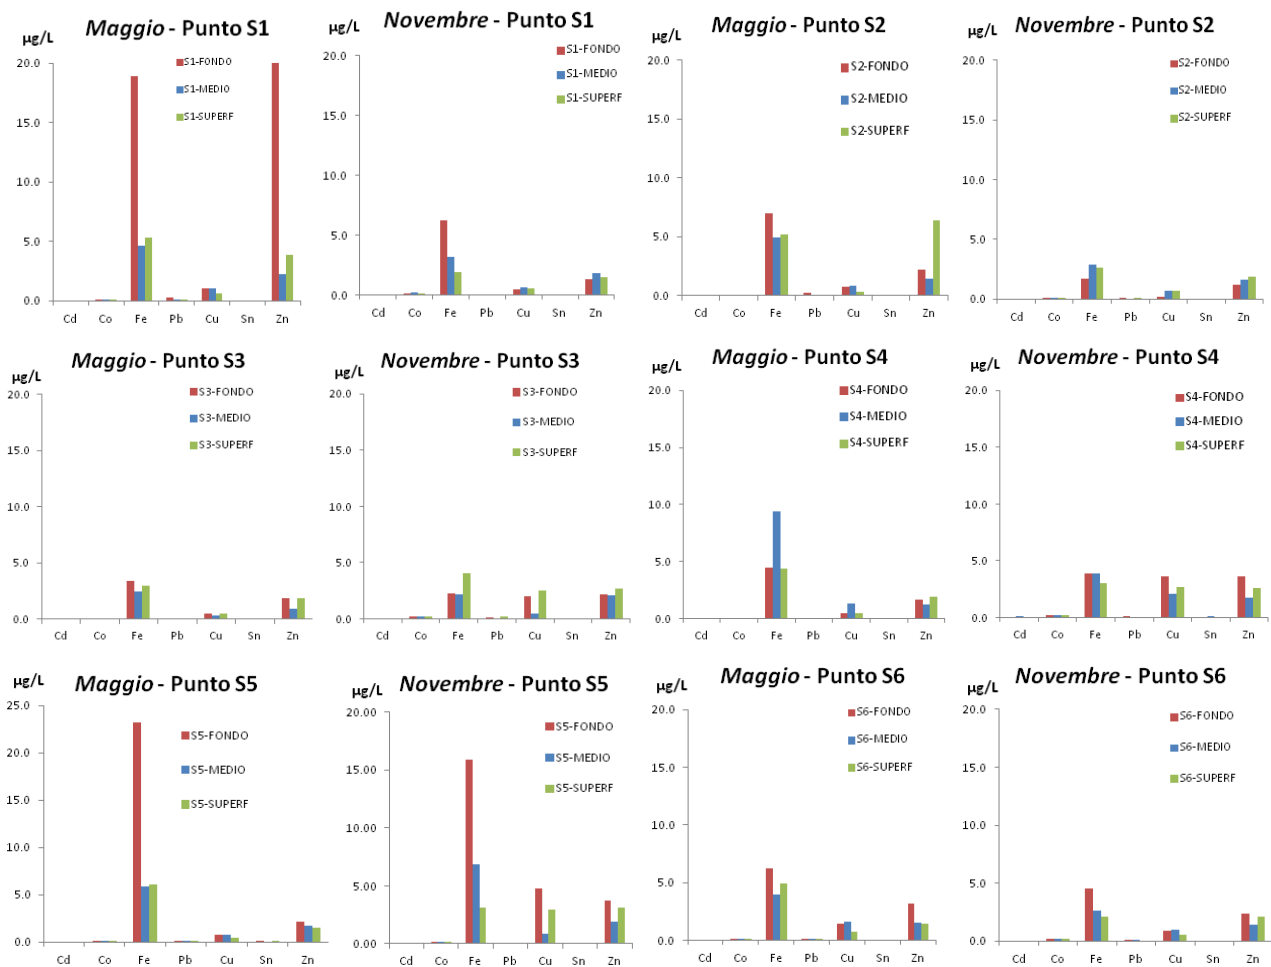 Maggio - Punto S1
µg/L
S1-FONDO
S1-MEDIO
S1-SUPERF
20.0
15.0
10.0
5.0
0.0
Cd Co Fe Pb Cu Sn Zn
Novembre - Punto S1
µg/L
S1-FONDO
S1-MEDIO
S1-SUPERF
20.0
15.0
10.0
5.0
0.0
Cd Co Fe Pb Cu Sn Zn
Maggio - Punto S2
µg/L
S2-FONDO
S2-MEDIO
S2-SUPERF
20.0
15.0
10.0
5.0
0.0
Cd Co Fe Pb Cu Sn Zn
Novembre - Punto S2
µg/L
S2-FONDO
S2-MEDIO
S2-SUPERF
20.0
15.0
10.0
5.0
0.0
Cd Co Fe Pb Cu Sn Zn
Maggio - Punto S3
µg/L
S3-FONDO
S3-MEDIO
S3-SUPERF
20.0
15.0
10.0
5.0
0.0
Cd Co Fe Pb Cu Sn Zn
Novembre - Punto S3
µg/L
S3-FONDO
S3-MEDIO
S3-SUPERF
20.0
15.0
10.0
5.0
0.0
Cd Co Fe Pb Cu Sn Zn
Maggio - Punto S4
µg/L
S4-FONDO
S4-MEDIO
S4-SUPERF
20.0
15.0
10.0
5.0
0.0
Cd Co Fe Pb Cu Sn Zn
Novembre - Punto S4
µg/L
S4-FONDO
S4-MEDIO
S4-SUPERF
20.0
15.0
10.0
5.0
0.0
Cd Co Fe Pb Cu Sn Zn
Maggio - Punto S5
µg/L
S5-FONDO
S5-MEDIO
S5-SUPERF
25.0
20.0
15.0
10.0
5.0
0.0
Cd Co Fe Pb Cu Sn Zn
Novembre - Punto S5
µg/L
S5-FONDO
S5-MEDIO
S5-SUPERF
20.00
15.00
10.00
5.00
0.00
Cd Co Fe Pb Cu Sn Zn
Maggio - Punto S6
µg/L
S6-FONDO
S6-MEDIO
S6-SUPERF
20.0
15.0
10.0
5.0
0.0
Cd Co Fe Pb Cu Sn Zn
Novembre - Punto S6
µg/L
S6-FONDO
S6-MEDIO
S6-SUPERF
20.0
15.0
10.0
5.0
0.0
Cd Co Fe Pb Cu Sn Zn